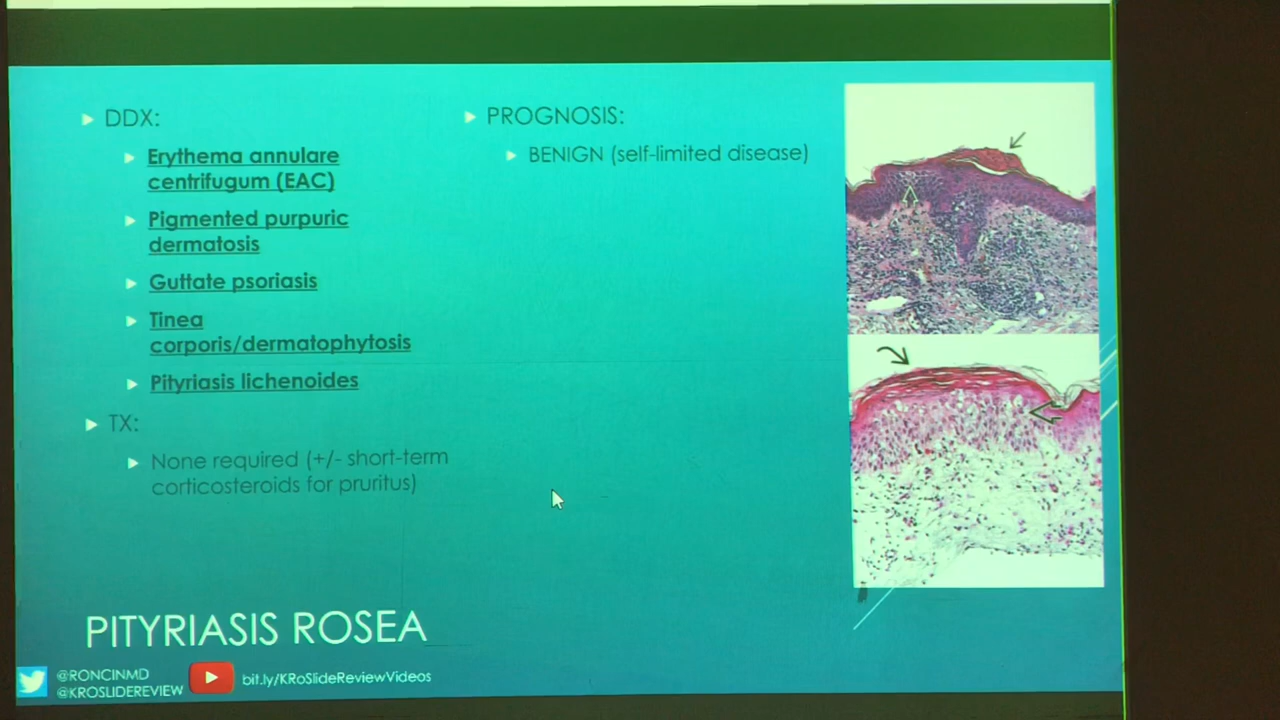 DDX:
Erythema annulare
centrifugum (EAC)
Pigmented purpuric
dermatosis
Guttate psoriasis
Tinea
corporis/dermatophytosis
Pityriasis lichenoides
TX:
None required (+/- short-term
corticosteroids for pruritus)
PROGNOSIS:
BENIGN (self-limited disease)
PITYRIASIS ROSEA
@RONCINMD
@KROSLIDEREVIEW
bit.ly/KRoSlideReviewVideos